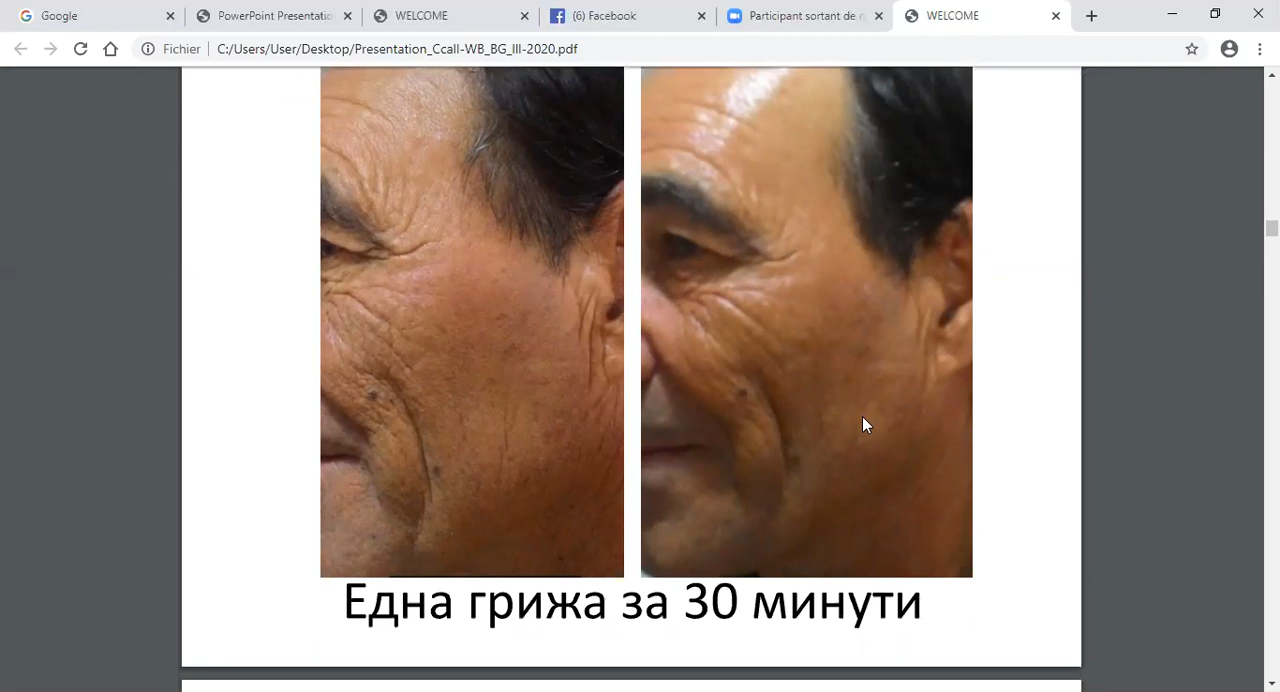 Google
PowerPoint Presentatio
WELCOME
(6) Facebook
Participant sortant de
WELCOME
Fichier
C:/Users/User/Desktop/Presentation_Ccall-WB_BG_III-2020.pdf
Една грижа за 30 минути